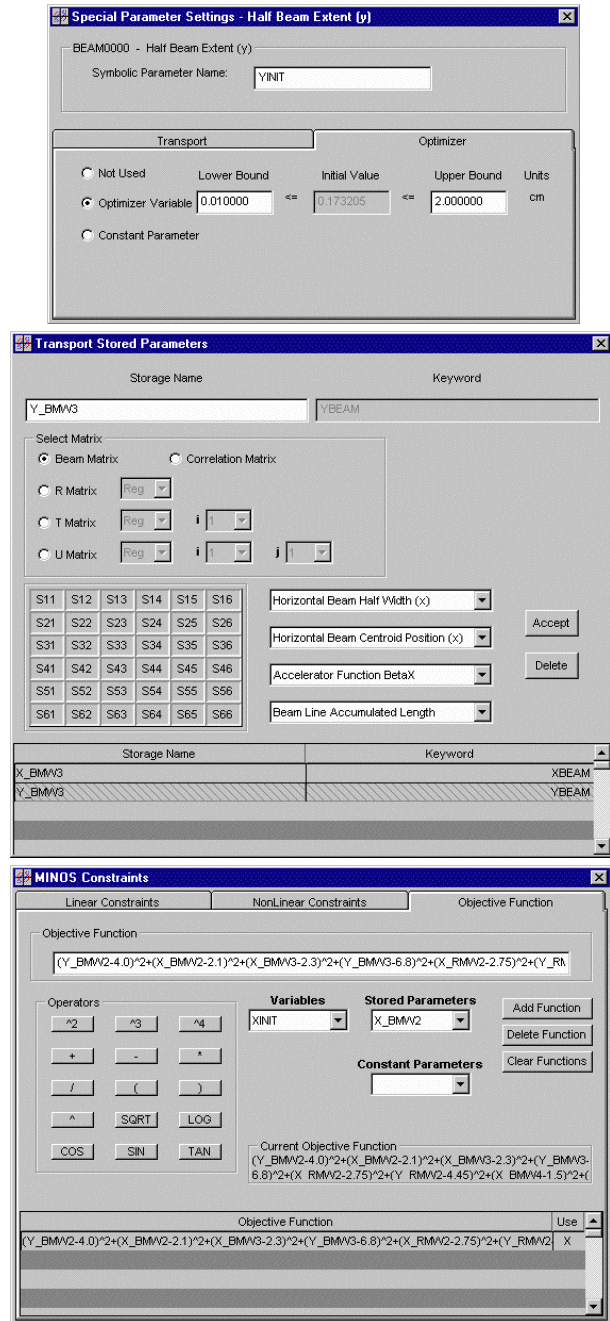 Special Parameter Settings - Half Beam Extent (y)
BEAM0000 - Half Beam Extent (y)
Symbolic Parameter Name: YINIT
Transport Optimizer
Not Used Lower Bound Initial Value Upper Bound Units
Optimizer Variable 0.010000 <= 0.173205 <= 2.000000 cm
Constant Parameter
Transport Stored Parameters
Storage Name Keyword
Y_BMW3 YBEAM
Select Matrix
Beam Matrix Correlation Matrix
R Matrix Reg
T Matrix Reg i 1
U Matrix Reg i 1 j 1
S11 S12 S13 S14 S15 S16
S21 S22 S23 S24 S25 S26
S31 S32 S33 S34 S35 S36
S41 S42 S43 S44 S45 S46
S51 S52 S53 S54 S55 S56
S61 S62 S63 S64 S65 S66
Horizontal Beam Half Width (x)
Horizontal Beam Centroid Position (x)
Accelerator Function BetaX
Beam Line Accumulated Length
Accept
Delete
Storage Name Keyword
X_BMW3 XBEAM
Y_BMW3 YBEAM
MINOS Constraints
Linear Constraints NonLinear Constraints Objective Function
Objective Function
(Y_BMW2-4.0)^2+(X_BMW2-2.1)^2+(X_BMW3-2.3)^2+(Y_BMW3-6.8)^2+(X_RMW2-2.75)^2+(Y_RM
Operators
^2 ^3 ^4
+ - *
/ ( )
^ SQRT LOG
COS SIN TAN
Variables Stored Parameters
XINIT X_BMW2
Constant Parameters
Add Function
Delete Function
Clear Functions
Current Objective Function
(Y_BMW2-4.0)^2+(X_BMW2-2.1)^2+(X_BMW3-2.3)^2+(Y_BMW3-
6.8)^2+(X_RMW2-2.75)^2+(Y_RMW2-4.45)^2+(X_BMW4-1.5)^2+(
Objective Function Use
(Y_BMW2-4.0)^2+(X_BMW2-2.1)^2+(X_BMW3-2.3)^2+(Y_BMW3-6.8)^2+(X_RMW2-2.75)^2+(Y_RMW2- X